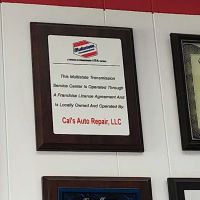 Multistate
This Multistate Transmission
Service Center Is Operated Through
A Franchise License Agreement And
Is Locally Owned And Operated By:
Cal's Auto Repair, LLC